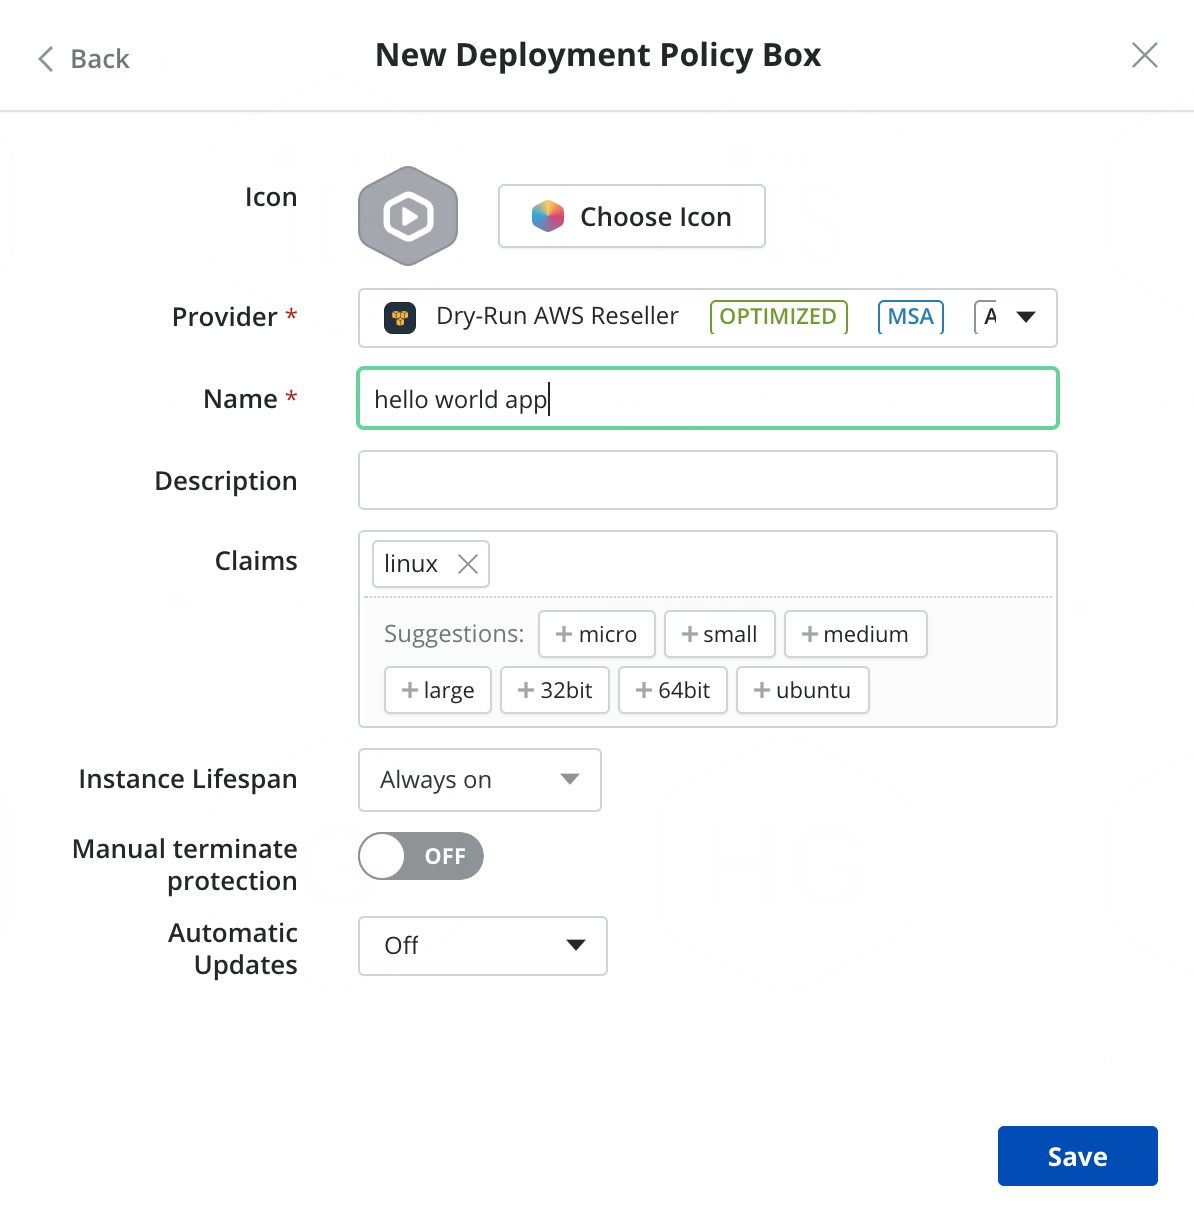 Back
New Deployment Policy Box
Icon
Choose Icon
Provider *
Dry-Run AWS Reseller OPTIMIZED MSA A
Name *
hello world app
Description
Claims
linux
Suggestions: + micro + small + medium
+ large + 32bit + 64bit + ubuntu
Instance Lifespan
Always on
Manual terminate
protection
OFF
Automatic
Updates
Off
Save